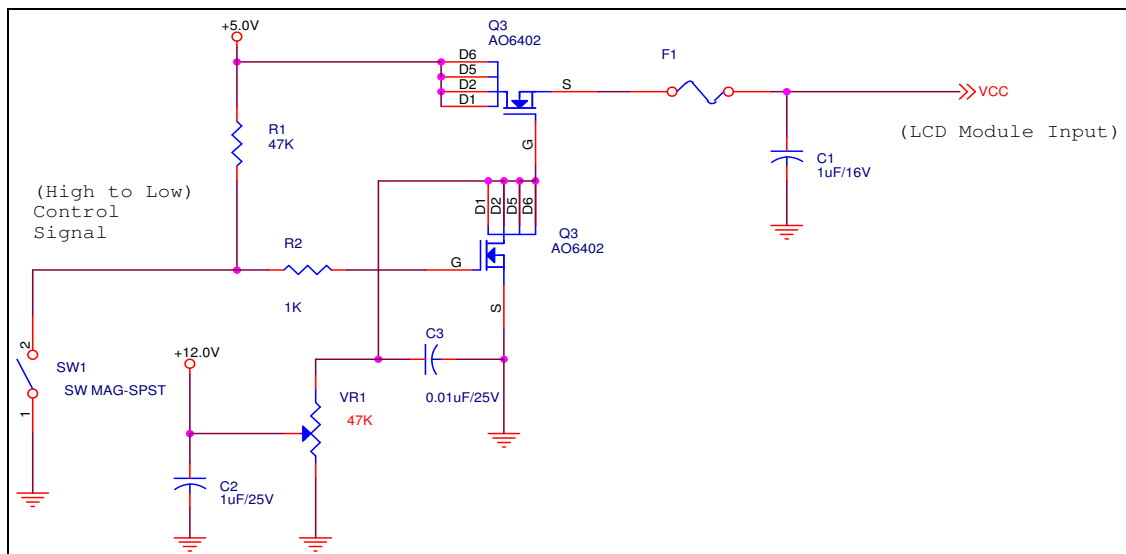 +5.0V
Q3
AO6402
D6
D5
D2
D1
S
G
F1
VCC
(LCD Module Input)
R1
47K
C1
1uF/16V
(High to Low)
Control
Signal
D1
D2
D5
D6
Q3
AO6402
R2
1K
G
S
2
SW1
SW MAG-SPST
1
+12.0V
C3
0.01uF/25V
VR1
47K
C2
1uF/25V